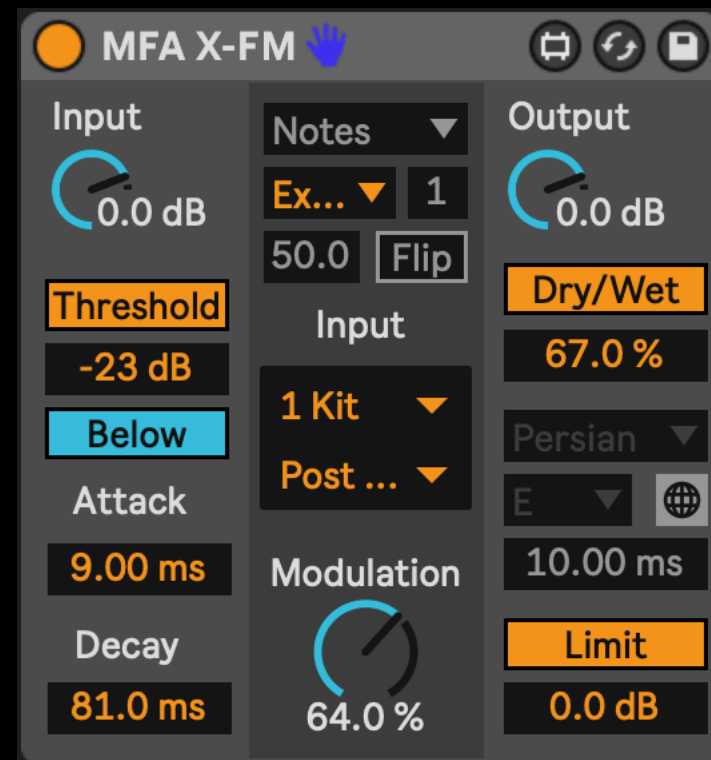 MFA X-FM
Input
0.0 dB
Threshold
-23 dB
Below
Attack
9.00 ms
Decay
81.0 ms
Notes
Ex...
1
50.0
Flip
Input
1 Kit
Post ...
Modulation
64.0 %
Output
0.0 dB
Dry/Wet
67.0 %
Persian
E
10.00 ms
Limit
0.0 dB